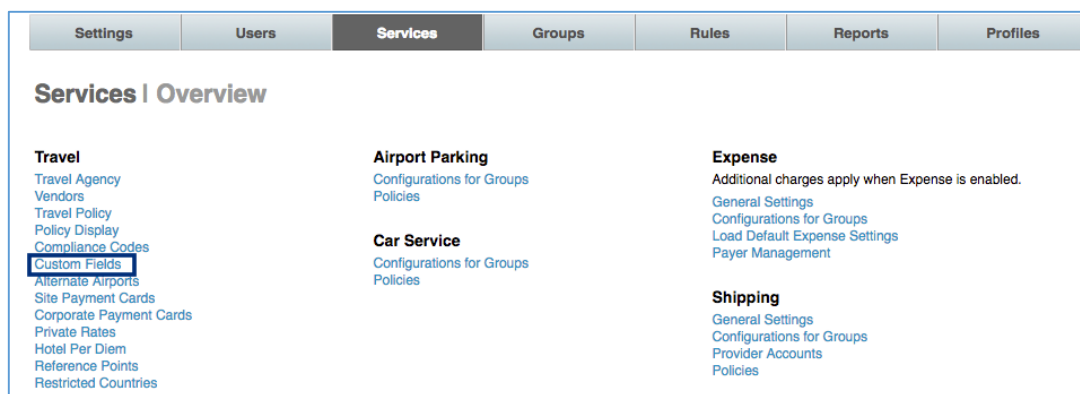 Settings Users Services Groups Rules Reports Profiles
Services | Overview
Travel
Travel Agency
Vendors
Travel Policy
Policy Display
Compliance Codes
Custom Fields
Alternate Airports
Site Payment Cards
Corporate Payment Cards
Private Rates
Hotel Per Diem
Reference Points
Restricted Countries
Airport Parking
Configurations for Groups
Policies
Car Service
Configurations for Groups
Policies
Expense
Additional charges apply when Expense is enabled.
General Settings
Configurations for Groups
Load Default Expense Settings
Payer Management
Shipping
General Settings
Configurations for Groups
Provider Accounts
Policies